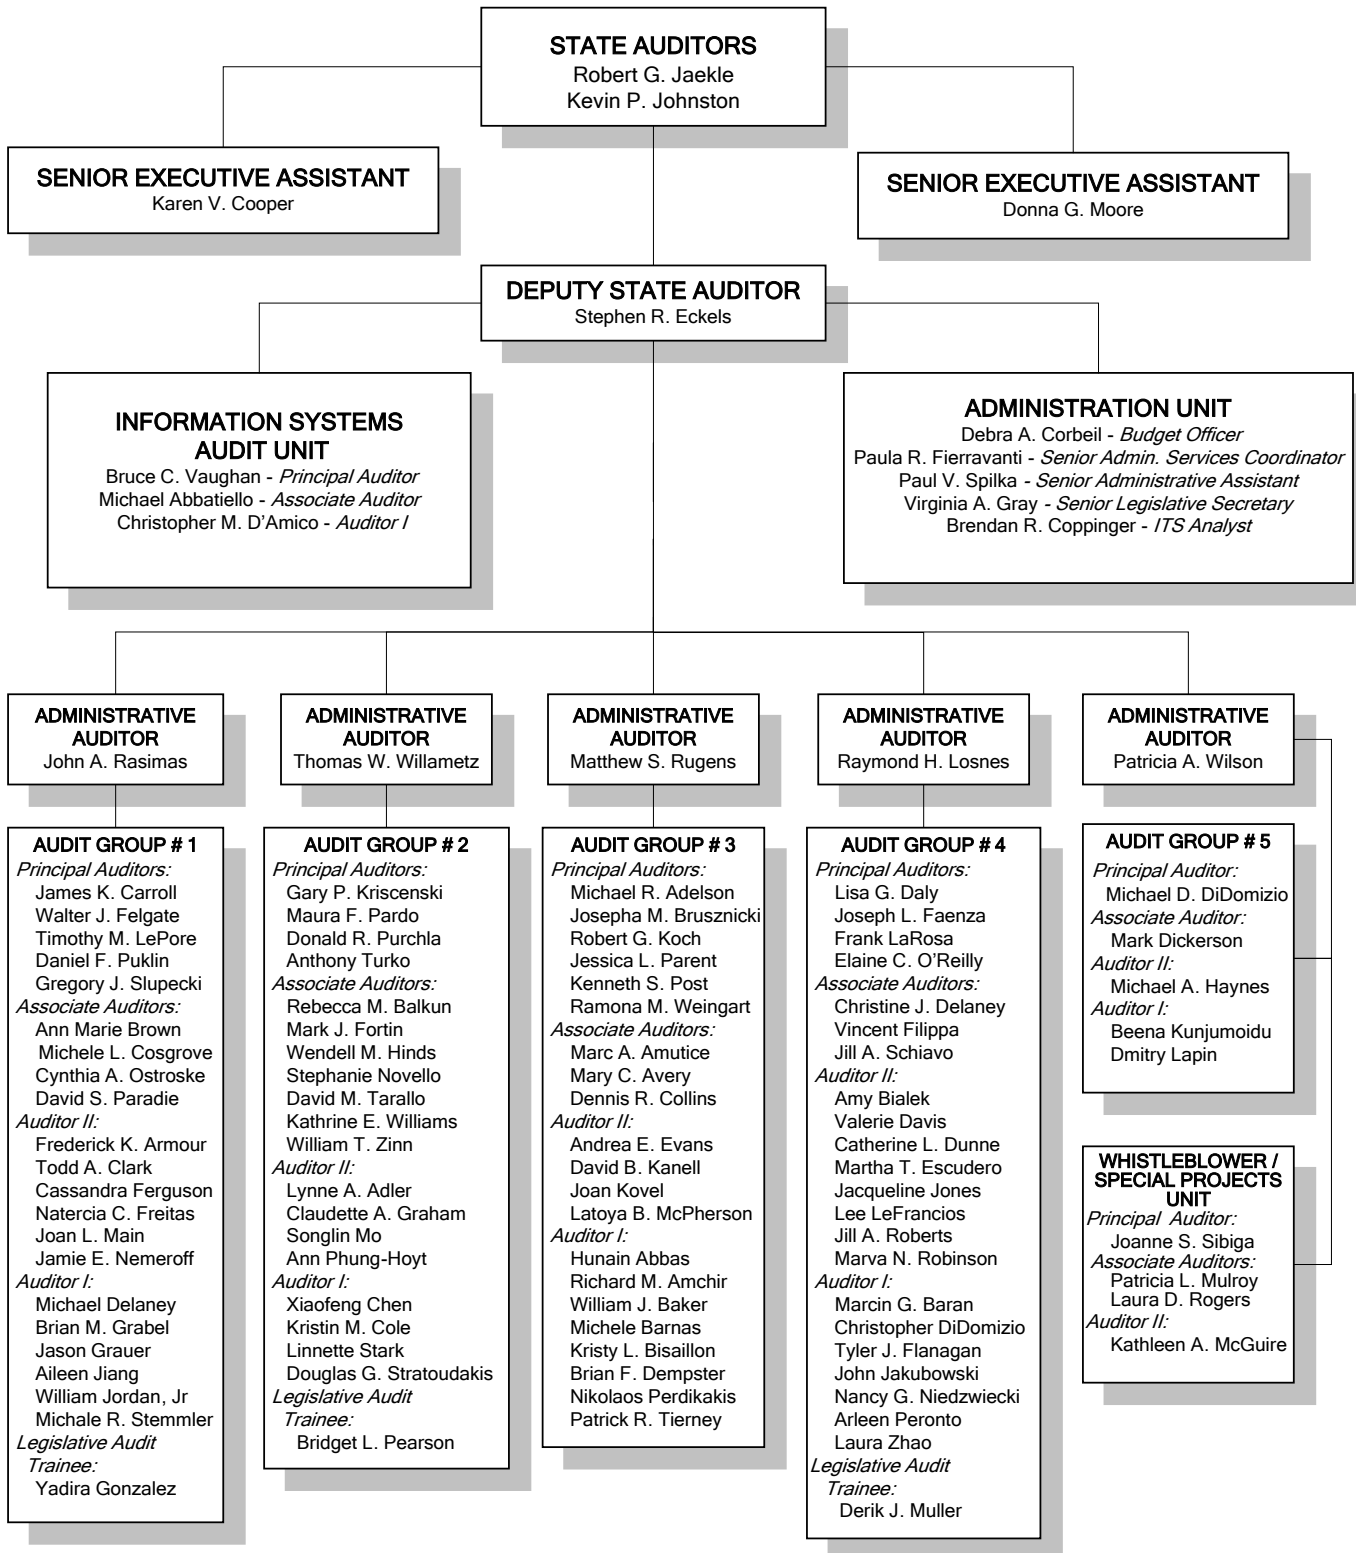 STATE AUDITORS
Robert G. Jaekle
Kevin P. Johnston
SENIOR EXECUTIVE ASSISTANT
Karen V. Cooper
SENIOR EXECUTIVE ASSISTANT
Donna G. Moore
DEPUTY STATE AUDITOR
Stephen R. Eckels
INFORMATION SYSTEMS
AUDIT UNIT
Bruce C. Vaughan - Principal Auditor
Michael Abbatiello - Associate Auditor
Christopher M. D'Amico - Auditor I
ADMINISTRATION UNIT
Debra A. Corbeil - Budget Officer
Paula R. Fierravanti - Senior Admin. Services Coordinator
Paul V. Spilka - Senior Administrative Assistant
Virginia A. Gray - Senior Legislative Secretary
Brendan R. Coppinger - ITS Analyst
ADMINISTRATIVE
AUDITOR
John A. Rasimas
ADMINISTRATIVE
AUDITOR
Thomas W. Willametz
ADMINISTRATIVE
AUDITOR
Matthew S. Rugens
ADMINISTRATIVE
AUDITOR
Raymond H. Losnes
ADMINISTRATIVE
AUDITOR
Patricia A. Wilson
AUDIT GROUP # 1
Principal Auditors:
James K. Carroll
Walter J. Felgate
Timothy M. LePore
Daniel F. Puklin
Gregory J. Slupecki
Associate Auditors:
Ann Marie Brown
Michele L. Cosgrove
Cynthia A. Ostroske
David S. Paradie
Auditor II:
Frederick K. Armour
Todd A. Clark
Cassandra Ferguson
Natercia C. Freitas
Joan L. Main
Jamie E. Nemeroff
Auditor I:
Michael Delaney
Brian M. Grabel
Jason Grauer
Aileen Jiang
William Jordan, Jr
Michale R. Stemmler
Legislative Audit
Trainee:
Yadira Gonzalez
AUDIT GROUP # 2
Principal Auditors:
Gary P. Kriscenski
Maura F. Pardo
Donald R. Purchla
Anthony Turko
Associate Auditors:
Rebecca M. Balkun
Mark J. Fortin
Wendell M. Hinds
Stephanie Novello
David M. Tarallo
Kathrine E. Williams
William T. Zinn
Auditor II:
Lynne A. Adler
Claudette A. Graham
Songlin Mo
Ann Phung-Hoyt
Auditor I:
Xiaofeng Chen
Kristin M. Cole
Linnette Stark
Douglas G. Stratoudakis
Legislative Audit
Trainee:
Bridget L. Pearson
AUDIT GROUP # 3
Principal Auditors:
Michael R. Adelson
Josepha M. Brusznicki
Robert G. Koch
Jessica L. Parent
Kenneth S. Post
Ramona M. Weingart
Associate Auditors:
Marc A. Amutice
Mary C. Avery
Dennis R. Collins
Auditor II:
Andrea E. Evans
David B. Kanell
Joan Kovel
Latoya B. McPherson
Auditor I:
Hunain Abbas
Richard M. Amchir
William J. Baker
Michele Barnas
Kristy L. Bisaillon
Brian F. Dempster
Nikolaos Perdikakis
Patrick R. Tierney
AUDIT GROUP # 4
Principal Auditors:
Lisa G. Daly
Joseph L. Faenza
Frank LaRosa
Elaine C. O'Reilly
Associate Auditors:
Christine J. Delaney
Vincent Filippa
Jill A. Schiavo
Auditor II:
Amy Bialek
Valerie Davis
Catherine L. Dunne
Martha T. Escudero
Jacqueline Jones
Lee LeFrancios
Jill A. Roberts
Marva N. Robinson
Auditor I:
Marcin G. Baran
Christopher DiDomizio
Tyler J. Flanagan
John Jakubowski
Nancy G. Niedzwiecki
Arleen Peronto
Laura Zhao
Legislative Audit
Trainee:
Derik J. Muller
AUDIT GROUP # 5
Principal Auditor:
Michael D. DiDomizio
Associate Auditor:
Mark Dickerson
Auditor II:
Michael A. Haynes
Auditor I:
Beena Kunjumoidu
Dmitry Lapin
WHISTLEBLOWER /
SPECIAL PROJECTS
UNIT
Principal Auditor:
Joanne S. Sibiga
Associate Auditors:
Patricia L. Mulroy
Laura D. Rogers
Auditor II:
Kathleen A. McGuire